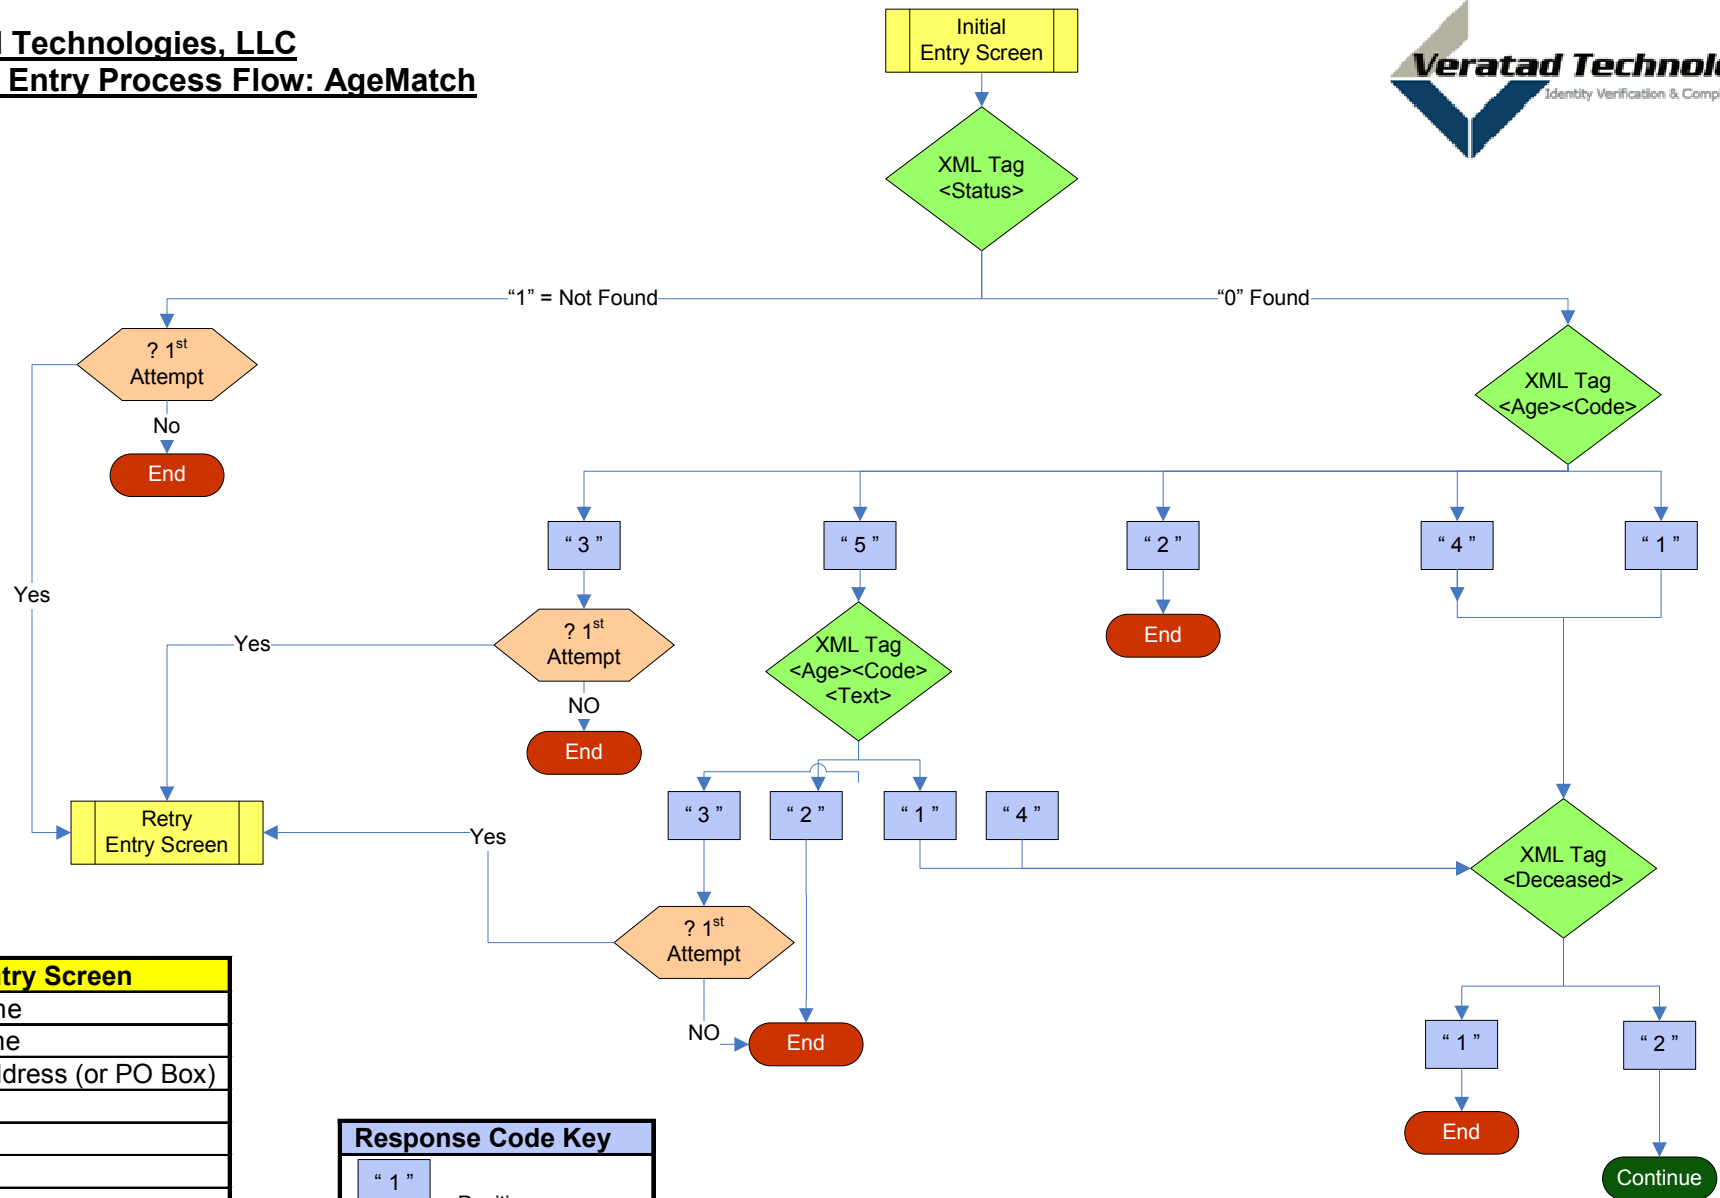 Technologies, LLC
Entry Process Flow: AgeMatch
Initial
Entry Screen
Veratad
Identity Verification &
XML Tag
<Status>
“1” = Not Found
“0” Found
? 1st
Attempt
No
End
XML Tag
<Age><Code>
“ 3 ”
“ 5 ”
“ 2 ”
“ 4 ”
“ 1 ”
Yes
? 1st
Attempt
Yes
NO
End
XML Tag
<Age><Code>
<Text>
End
“ 3 ”
“ 2 ”
“ 1 ”
“ 4 ”
Retry
Entry Screen
Yes
XML Tag
<Deceased>
? 1st
Attempt
NO
End
“ 1 ”
“ 2 ”
End
Continue
Screen
(or PO Box)
Response Code Key
“ 1 ”